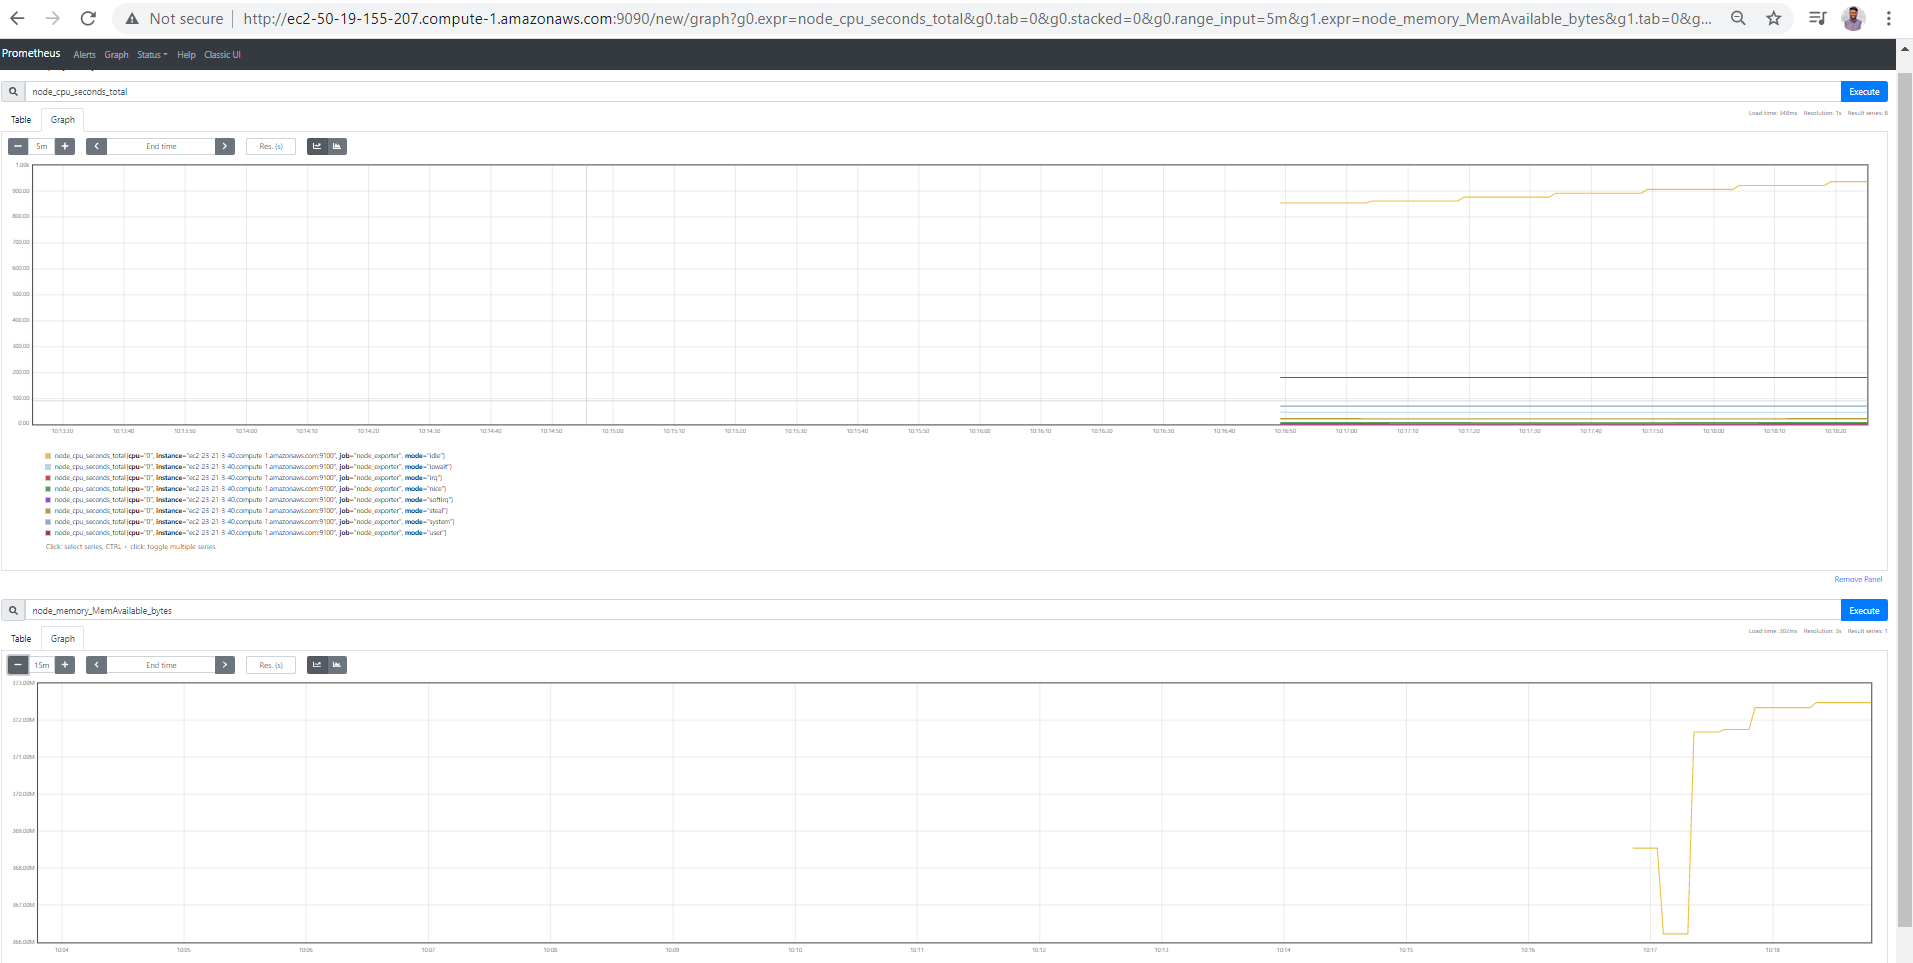 Not secure http://ec2-50-19-155-207.compute-1.amazonaws.com:9090/new/graph?g0.expr=node_cpu_seconds_total&g0.tab=0&g0.stacked=0&g0.range_input=5m&g1.expr=node_memory_MemAvailable_bytes&g1.tab=0&g...
Prometheus Alerts Graph Status Help Classic UI
node_cpu_seconds_total Execute
Table Graph
Load time: 348ms Resolution: 1s Result series: 8
5m End time Res. (s)
1.00k
900.00
800.00
700.00
600.00
500.00
400.00
300.00
200.00
100.00
0.00
10:13:30 10:13:40 10:13:50 10:14:00 10:14:10 10:14:20 10:14:30 10:14:40 10:14:50 10:15:00 10:15:10 10:15:20 10:15:30 10:15:40 10:15:50 10:16:00 10:16:10 10:16:20 10:16:30 10:16:40 10:16:50 10:17:00 10:17:10 10:17:20 10:17:30 10:17:40 10:17:50 10:18:00 10:18:10 10:18:20
node_cpu_seconds_total{cpu="0", instance="ec2-23-21-3-40.compute-1.amazonaws.com:9100", job="node_exporter", mode="idle"}
node_cpu_seconds_total{cpu="0", instance="ec2-23-21-3-40.compute-1.amazonaws.com:9100", job="node_exporter", mode="iowait"}
node_cpu_seconds_total{cpu="0", instance="ec2-23-21-3-40.compute-1.amazonaws.com:9100", job="node_exporter", mode="irq"}
node_cpu_seconds_total{cpu="0", instance="ec2-23-21-3-40.compute-1.amazonaws.com:9100", job="node_exporter", mode="nice"}
node_cpu_seconds_total{cpu="0", instance="ec2-23-21-3-40.compute-1.amazonaws.com:9100", job="node_exporter", mode="softirq"}
node_cpu_seconds_total{cpu="0", instance="ec2-23-21-3-40.compute-1.amazonaws.com:9100", job="node_exporter", mode="steal"}
node_cpu_seconds_total{cpu="0", instance="ec2-23-21-3-40.compute-1.amazonaws.com:9100", job="node_exporter", mode="system"}
node_cpu_seconds_total{cpu="0", instance="ec2-23-21-3-40.compute-1.amazonaws.com:9100", job="node_exporter", mode="user"}
Click: select series, CTRL + click: toggle multiple series
Remove Panel
node_memory_MemAvailable_bytes Execute
Table Graph
Load time: 302ms Resolution: 3s Result series: 1
15m End time Res. (s)
373.00M
372.00M
371.00M
370.00M
369.00M
368.00M
367.00M
366.00M
10:04 10:05 10:06 10:07 10:08 10:09 10:10 10:11 10:12 10:13 10:14 10:15 10:16 10:17 10:18